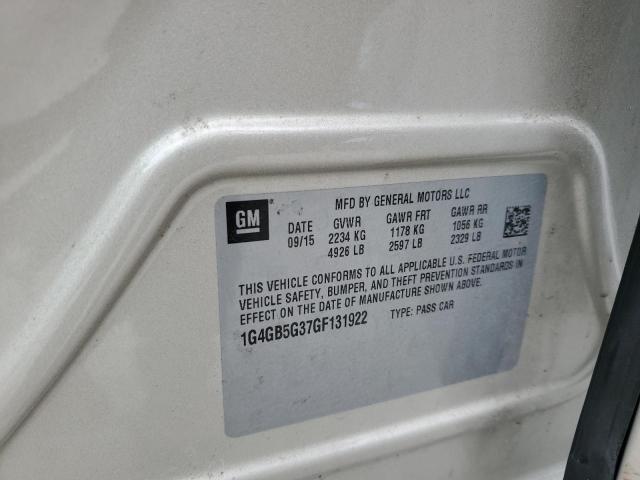 MFD BY GENERAL MOTORS LLC
GM
DATE GVWR GAWR FRT GAWR RR
09/15 2234 KG 1178 KG 1056 KG
4926 LB 2597 LB 2329 LB
THIS VEHICLE CONFORMS TO ALL APPLICABLE U.S. FEDERAL MOTOR
VEHICLE SAFETY, BUMPER, AND THEFT PREVENTION STANDARDS IN
EFFECT ON THE DATE OF MANUFACTURE SHOWN ABOVE.
1G4GB5G37GF131922 TYPE: PASS CAR